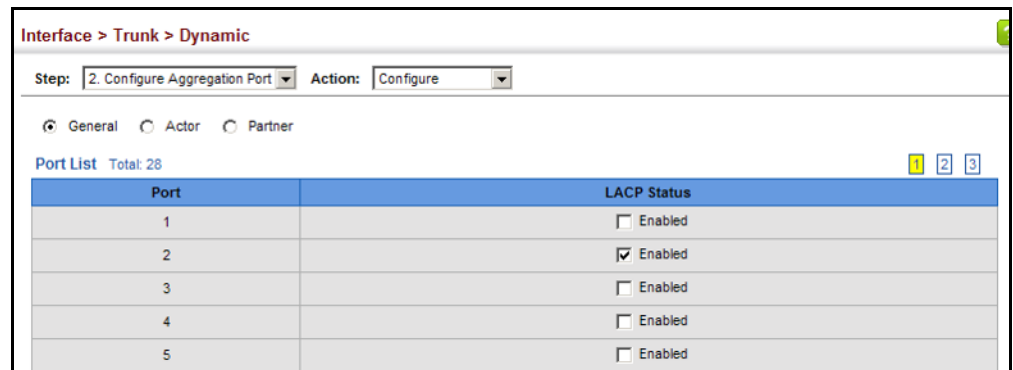 Interface > Trunk > Dynamic
?
Step: 2. Configure Aggregation Port Action: Configure
General Actor Partner
Port List Total: 28 1 2 3
Port LACP Status
1 Enabled
2 Enabled
3 Enabled
4 Enabled
5 Enabled